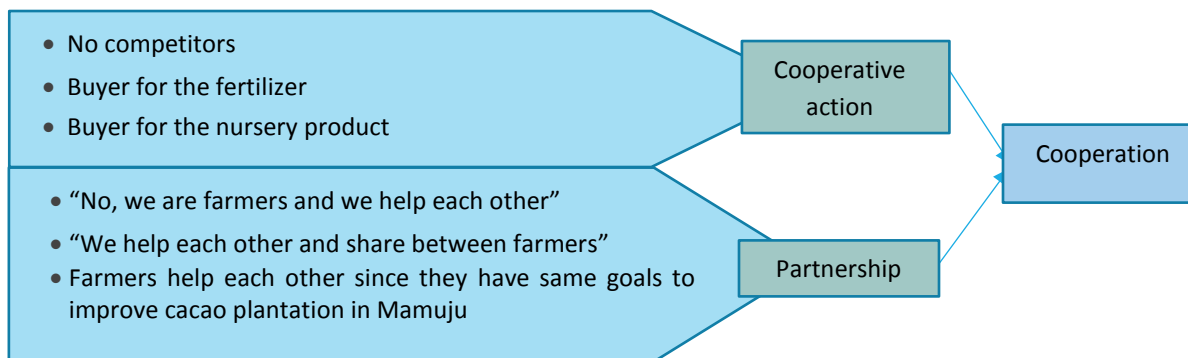 • No competitors
• Buyer for the fertilizer
• Buyer for the nursery product
Cooperative
action
Cooperation
• “No, we are farmers and we help each other”
• “We help each other and share between farmers”
• Farmers help each other since they have same goals to
improve cacao plantation in Mamuju
Partnership